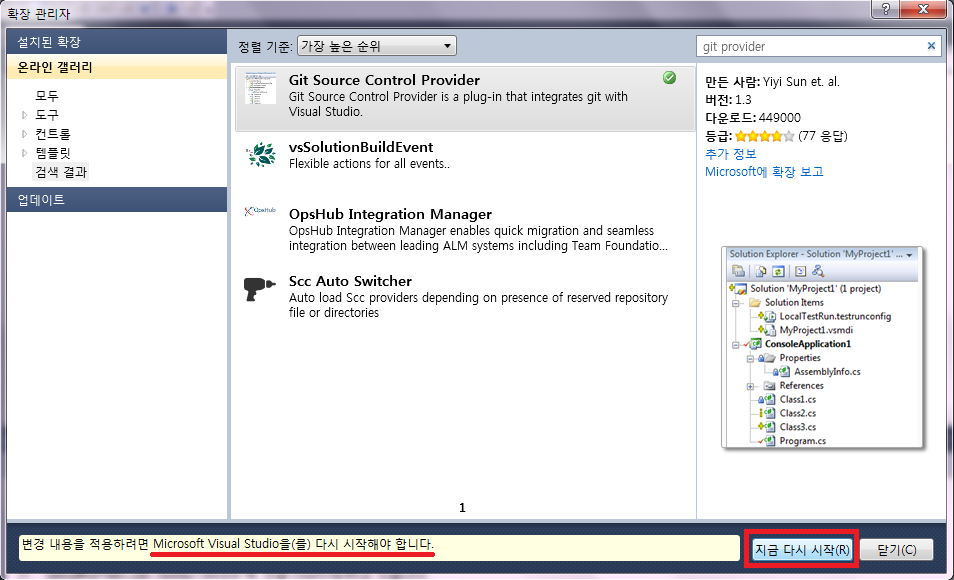 확장 관리자
설치된 확장
온라인 갤러리
모두
도구
컨트롤
템플릿
검색 결과
업데이트
정렬 기준: 가장 높은 순위
git provider
Git Source Control Provider
Git Source Control Provider is a plug-in that integrates git with
Visual Studio.
vsSolutionBuildEvent
Flexible actions for all events..
OpsHub
OpsHub Integration Manager
OpsHub Integration Manager enables quick migration and seamless
integration between leading ALM systems including Team Foundatio...
Scc Auto Switcher
Auto load Scc providers depending on presence of reserved repository
file or directories
1
만든 사람: Yiyi Sun et. al.
버전: 1.3
다운로드: 449000
등급: (77 응답)
추가 정보
Microsoft에 확장 보고
Solution Explorer - Solution 'MyProject1' ...
Solution 'MyProject1' (1 project)
Solution Items
LocalTestRun.testrunconfig
MyProject1.vsmdi
ConsoleApplication1
Properties
AssemblyInfo.cs
References
Class1.cs
Class2.cs
Class3.cs
Program.cs
변경 내용을 적용하려면 Microsoft Visual Studio을(를) 다시 시작해야 합니다.
지금 다시 시작(R)
닫기(C)